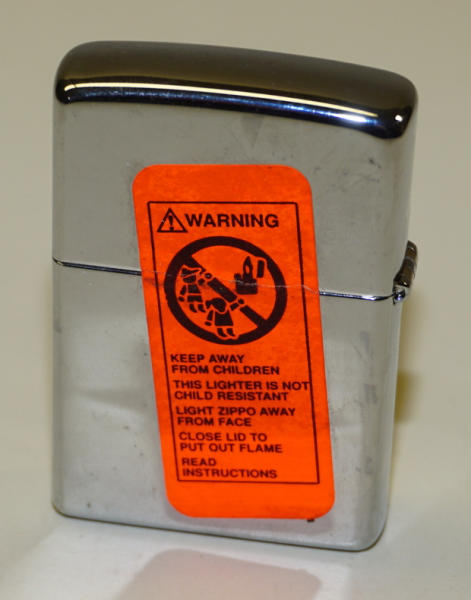 WARNING
KEEP AWAY
FROM CHILDREN
THIS LIGHTER IS NOT
CHILD RESISTANT
LIGHT ZIPPO AWAY
FROM FACE
CLOSE LID TO
PUT OUT FLAME
READ
INSTRUCTIONS